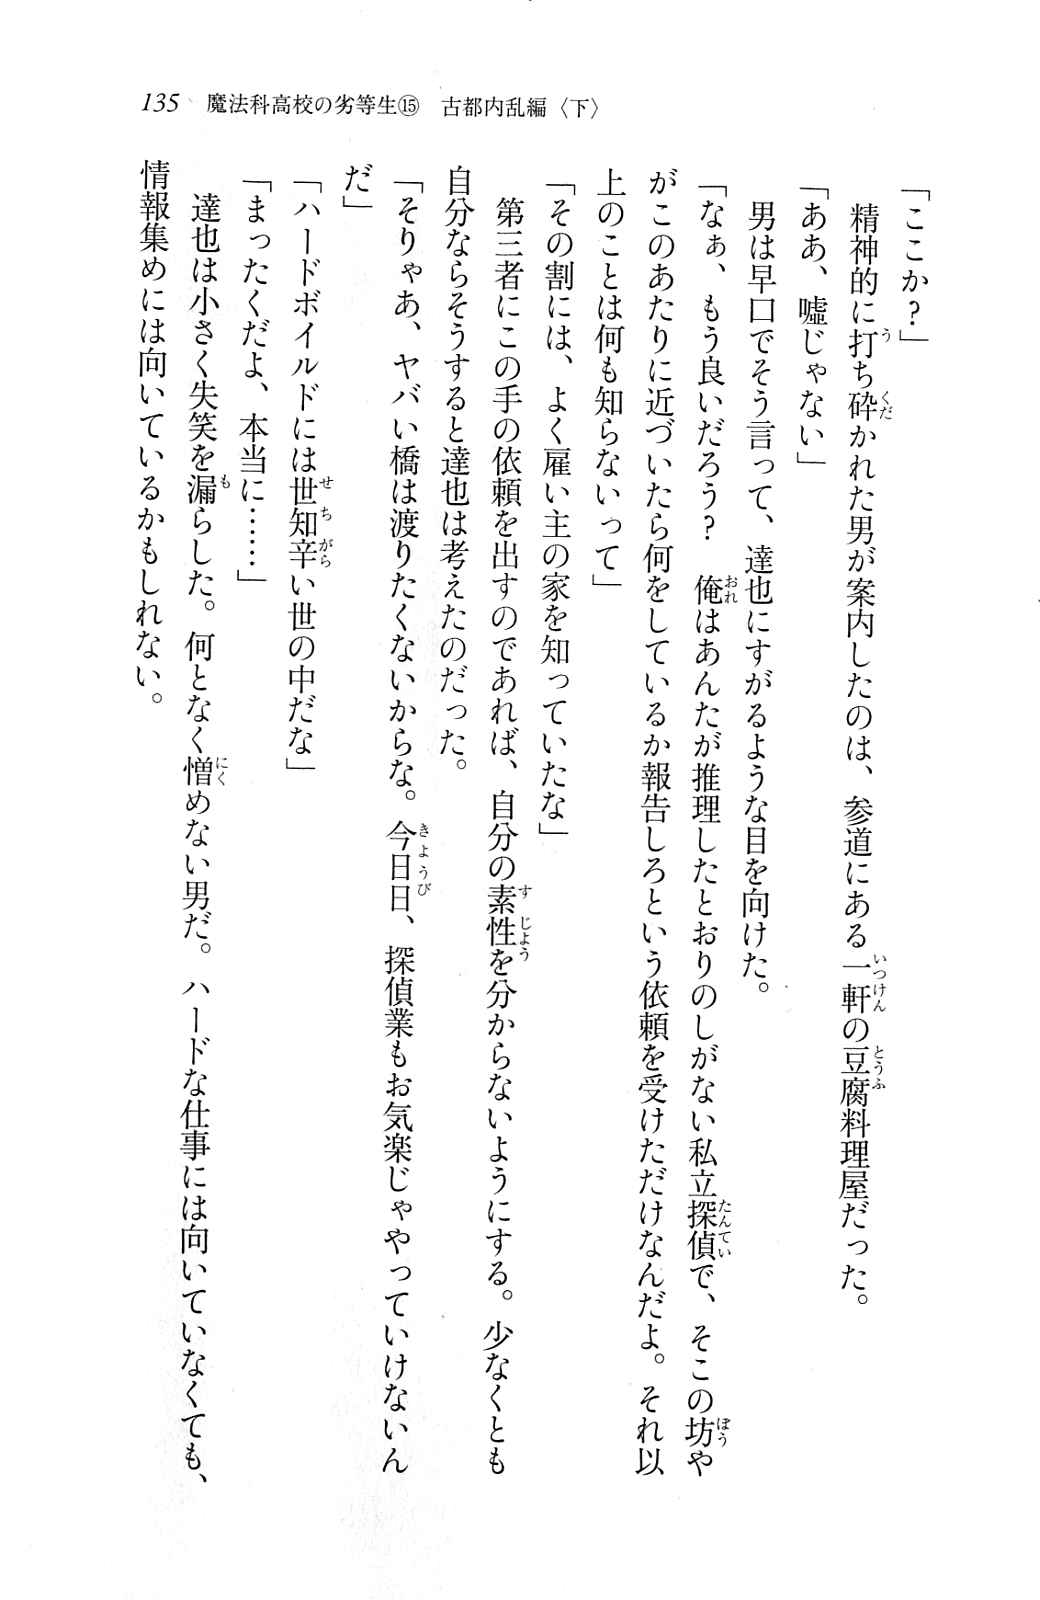 135　魔法科高校の劣等生⑮　古都内乱編〈下〉
「ここか？」
　精神的に打ち砕かれた男が案内したのは、参道にある一軒の豆腐料理屋だった。
「ああ、嘘じゃない」
　男は早口でそう言って、達也にすがるような目を向けた。
「なぁ、もう良いだろう？　俺はあんたが推理したとおりのしがない私立探偵で、そこの坊や
がこのあたりに近づいたら何をしているか報告しろという依頼を受けただけなんだよ。それ以
上のことは何も知らないって」
「その割には、よく雇い主の家を知っていたな」
　第三者にこの手の依頼を出すのであれば、自分の素性を分からないようにする。少なくとも
自分ならそうすると達也は考えたのだった。
「そりゃあ、ヤバい橋は渡りたくないからな。今日日、探偵業もお気楽じゃやっていけないん
だ」
「ハードボイルドには世知辛い世の中だな」
「まったくだよ、本当に……」
　達也は小さく失笑を漏らした。何となく憎めない男だ。ハードな仕事には向いていなくても、
情報集めには向いているかもしれない。